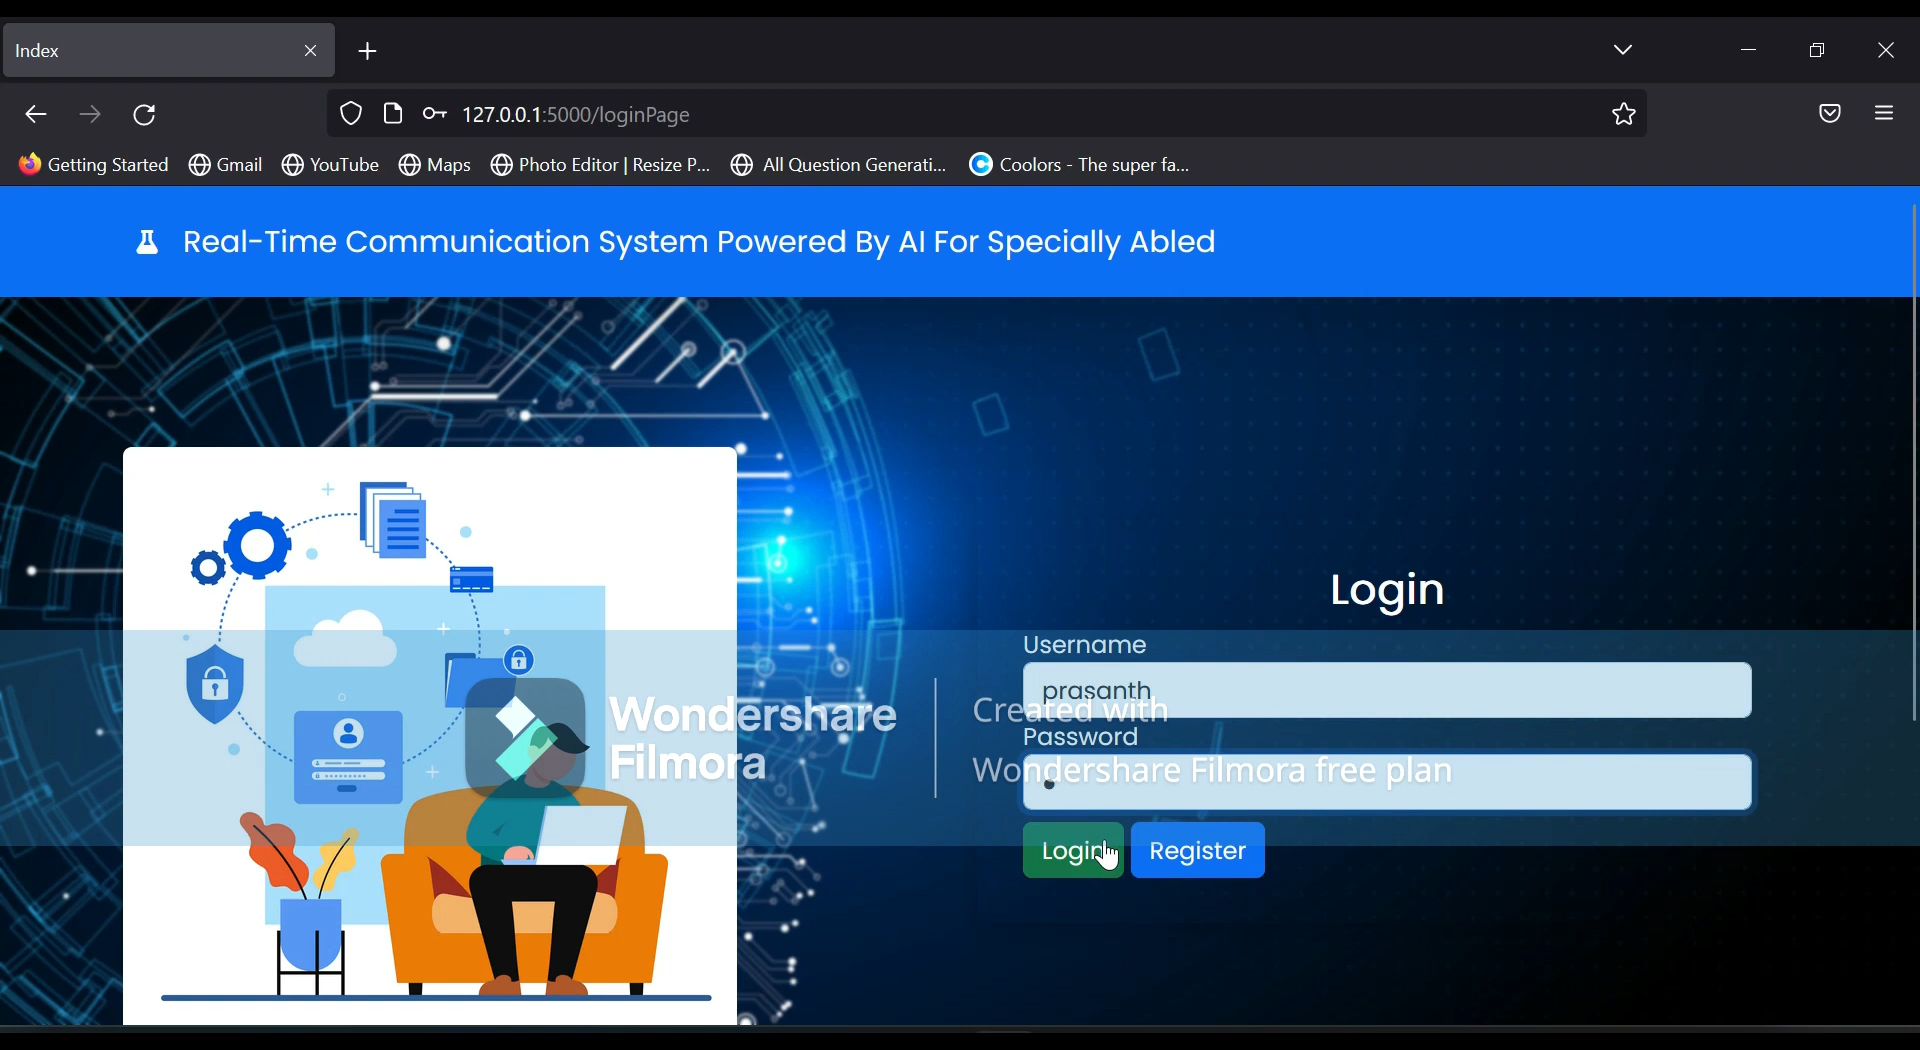 Index
127.0.0.1:5000/loginPage
Getting Started Gmail YouTube Maps Photo Editor | Resize P... All Question Generati... Coolors - The super fa...
Real-Time Communication System Powered By AI For Specially Abled
Login
Username
prasanth
Password
Login Register
Wondershare
Filmora
Created with
Wondershare Filmora free plan